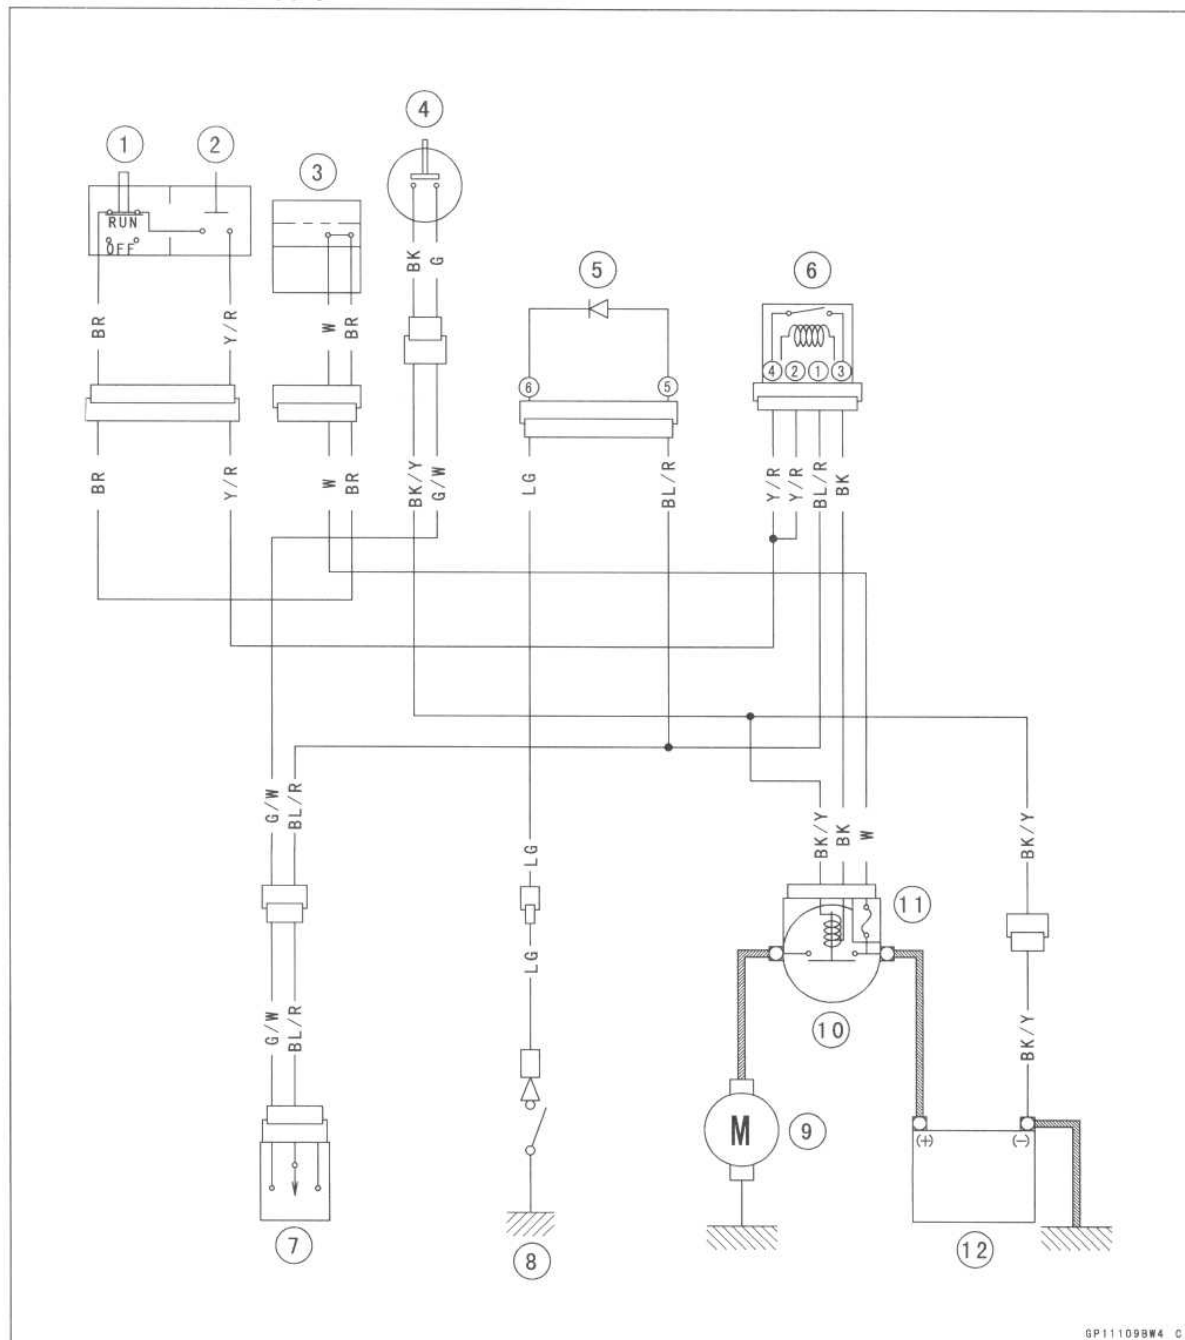 4
1
2
3
RUN
OFF
BK
G
5
6
BR
Y/R
W
BR
4
2
1
3
6
5
BR
Y/R
W
BR
BK/Y
G/W
LG
BL/R
Y/R
Y/R
BL/R
BK
G/W
BL/R
BK/Y
BK
W
BK/Y
LG
11
LG
G/W
BL/R
10
BK/Y
M
9
(+)
(-)
7
8
12
GP11109BW4 C